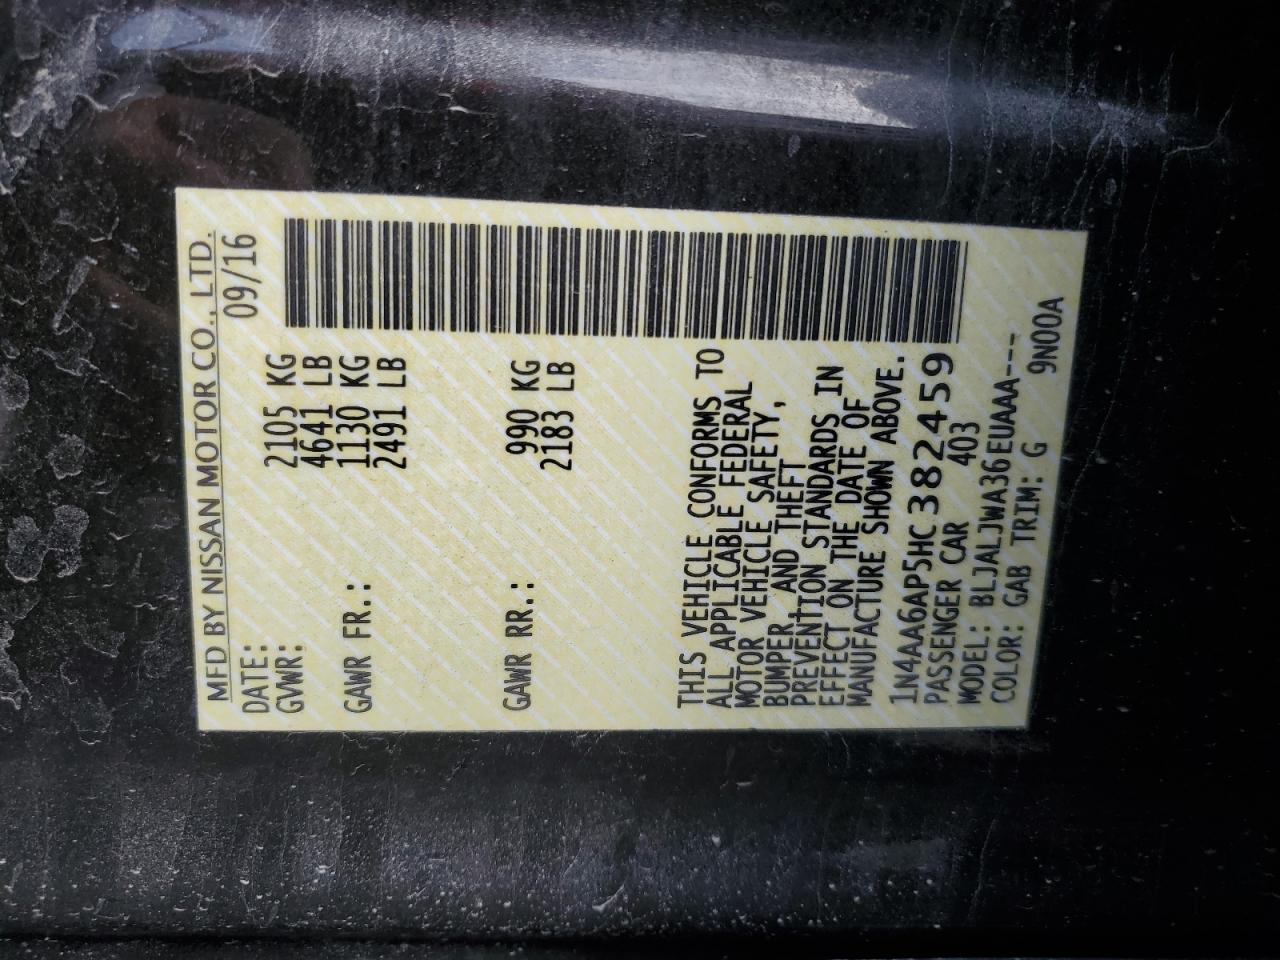 MFD BY NISSAN MOTOR CO., LTD.
DATE: 09/16
GVWR: 2105 KG
4641 LB
GAWR FR.: 1130 KG
2491 LB
GAWR RR.: 990 KG
2183 LB
THIS VEHICLE CONFORMS TO
ALL APPLICABLE FEDERAL
MOTOR VEHICLE SAFETY,
BUMPER, AND THEFT
PREVENTION STANDARDS IN
EFFECT ON THE DATE OF
MANUFACTURE SHOWN ABOVE.
1N4AA6AP5HC382459
PASSENGER CAR 403
MODEL: BLJALJWA36EUAAA---
COLOR: GAB TRIM: G 9N00A